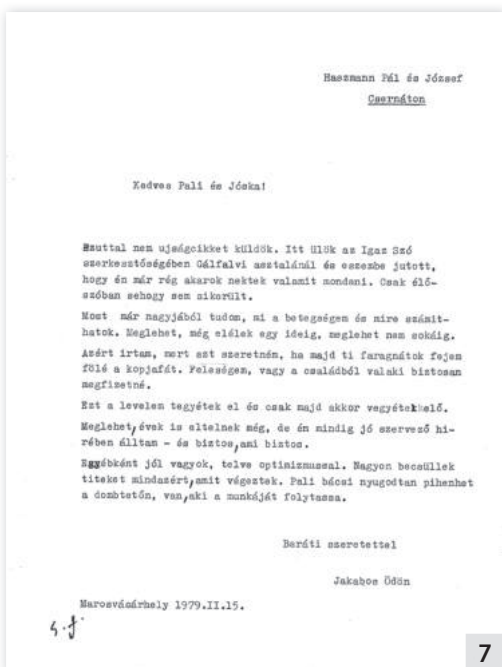 Haszmann Pál és József
Csernáton
Kedves Pali és Jóska!
Ezuttal nem ujságcikket küldök. Itt ülök az Igaz Szó
szerkesztőségében Gálfalvi asztalánál és eszembe jutott,
hogy én már rég akarok nektek valamit mondani. Csak élő-
szóban sehogy sem sikerült.
Most már nagyjából tudom, mi a betegségem és mire számit-
hatok. Meglehet, még elélek egy ideig, meglehet nem sokáig.
Azért irtam, mert azt szeretném, ha majd ti faragnátok fejem
fölé a kopjafát. Feleségem, vagy a családból valaki biztosan
megfizetné.
Ezt a levelem tegyétek el és csak majd akkor vegyétek elő.
Meglehet, évek is eltelnek még, de én mindig jó szervező hi-
rében álltam - és biztos, ami biztos.
Egyébként jól vagyok, telve optimizmussal. Nagyon becsüllek
titeket mindazért, amit végeztek. Pali bácsi nyugodtan pihenhet
a dombtetőn, van, aki a munkáját folytassa.
Baráti szeretettel
Jakabos Ödön
Marosvásárhely 1979.II.15.
7